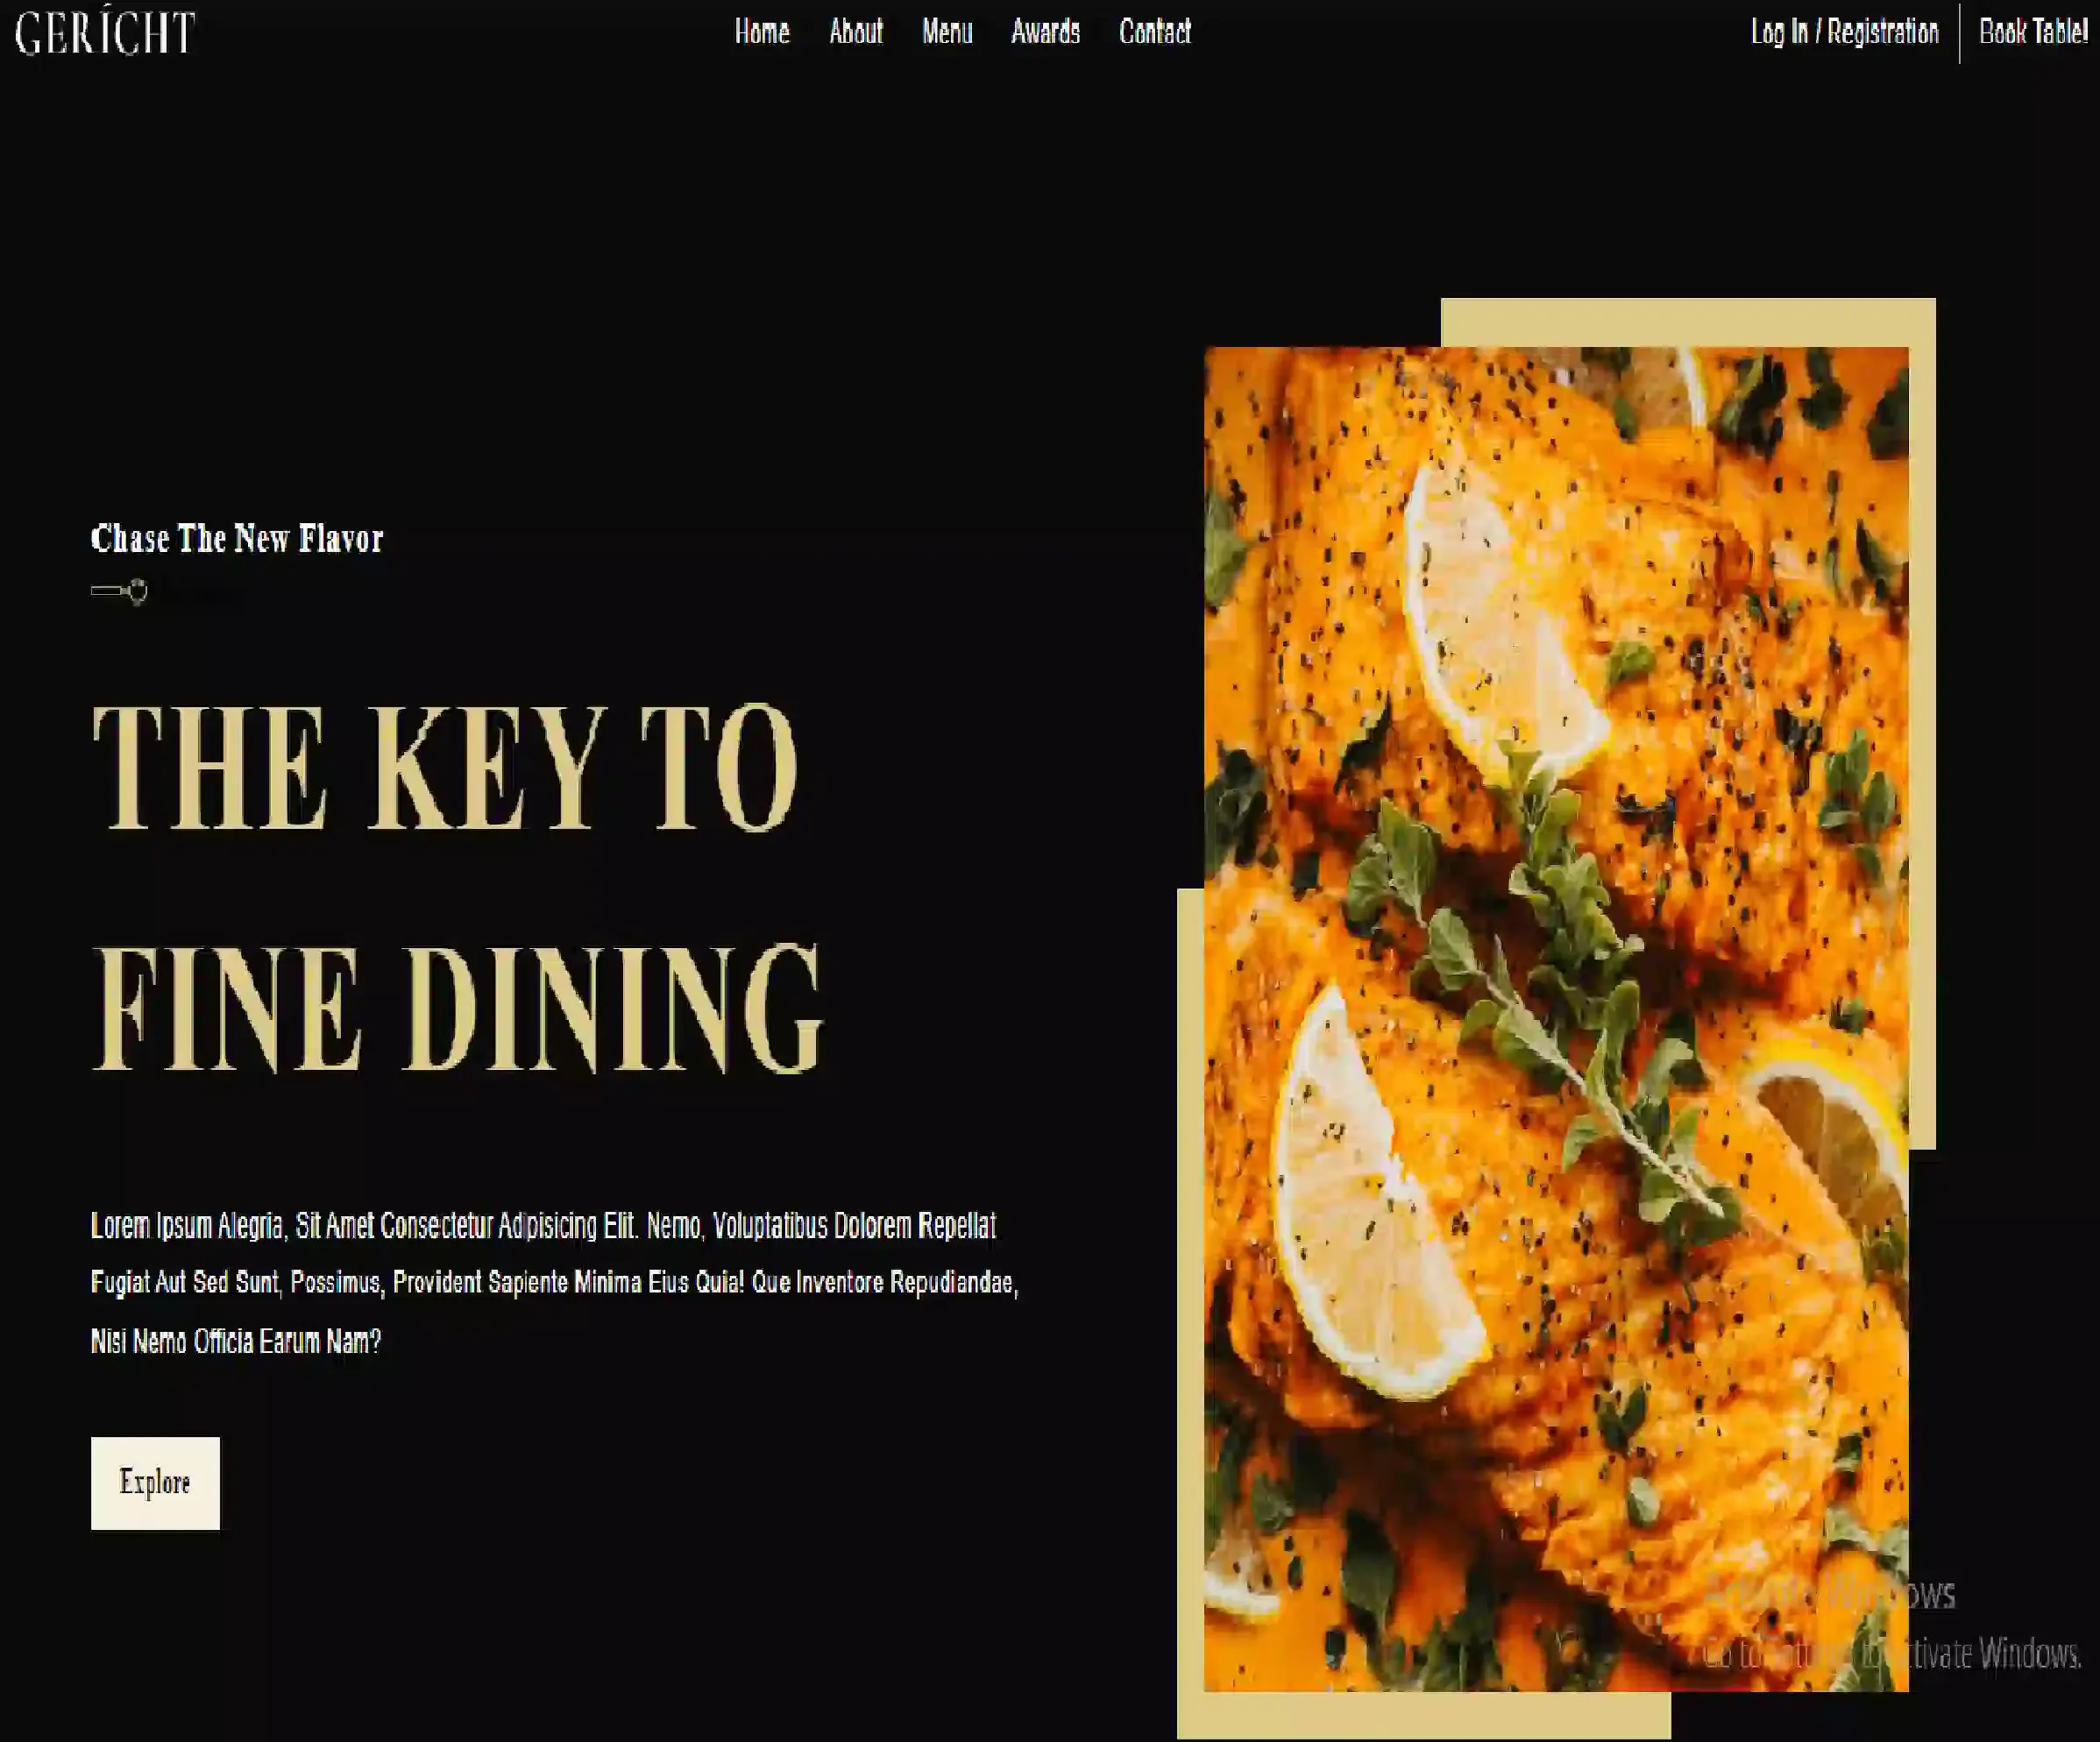 GERÍCHT
Home About Menu Awards Contact
Log In / Registration Book Table!
Chase The New Flavor
THE KEY TO
FINE DINING
Lorem Ipsum Alegria, Sit Amet Consectetur Adipisicing Elit. Nemo, Voluptatibus Dolorem Repellat
Fugiat Aut Sed Sunt, Possimus, Provident Sapiente Minima Eius Quia! Que Inventore Repudiandae,
Nisi Nemo Officia Earum Nam?
Explore
Activate Windows
Go to Settings to activate Windows.